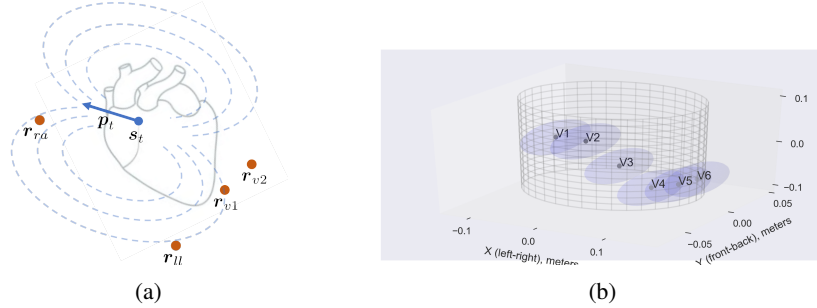 p_t
s_t
r_ra
r_v2
r_v1
r_ll
(a)
V1
V2
V3
V4
V5
V6
0.1
0.0
−0.1
0.05
0.00
−0.05
−0.1
0.0
0.1
X (left-right), meters
Y (front-back), meters
(b)